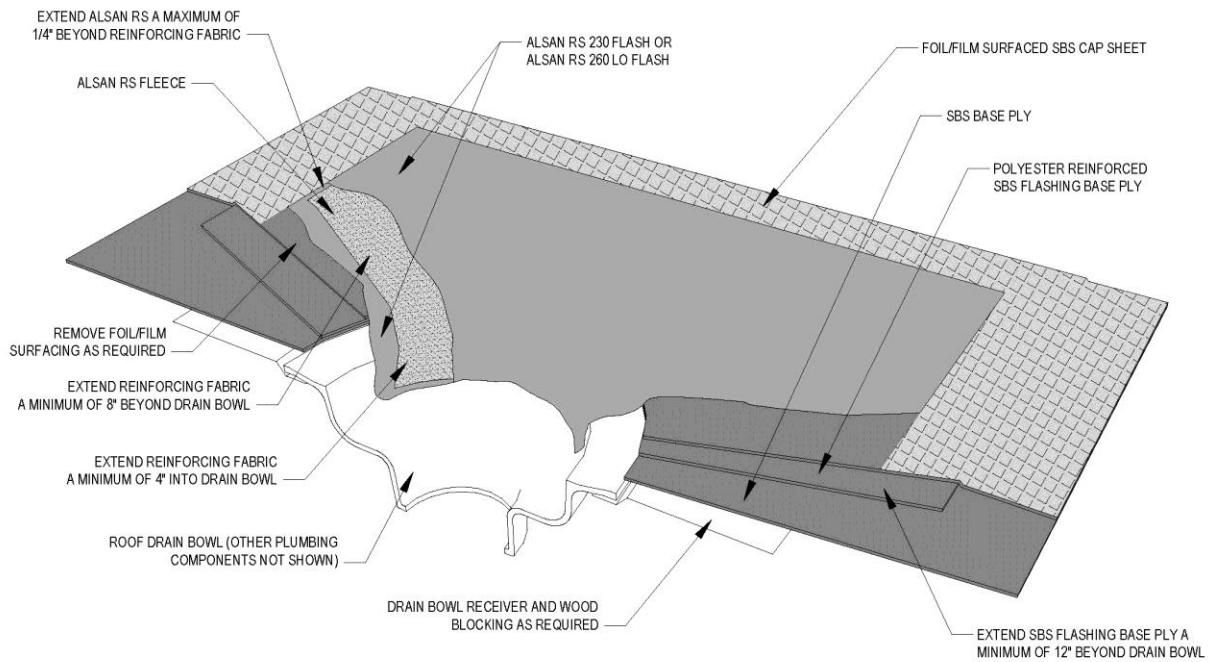 EXTEND ALSAN RS A MAXIMUM OF
1/4" BEYOND REINFORCING FABRIC
ALSAN RS FLEECE
ALSAN RS 230 FLASH OR
ALSAN RS 260 LO FLASH
FOIL/FILM SURFACED SBS CAP SHEET
SBS BASE PLY
POLYESTER REINFORCED
SBS FLASHING BASE PLY
REMOVE FOIL/FILM
SURFACING AS REQUIRED
EXTEND REINFORCING FABRIC
A MINIMUM OF 8" BEYOND DRAIN BOWL
EXTEND REINFORCING FABRIC
A MINIMUM OF 4" INTO DRAIN BOWL
ROOF DRAIN BOWL (OTHER PLUMBING
COMPONENTS NOT SHOWN)
DRAIN BOWL RECEIVER AND WOOD
BLOCKING AS REQUIRED
EXTEND SBS FLASHING BASE PLY A
MINIMUM OF 12" BEYOND DRAIN BOWL